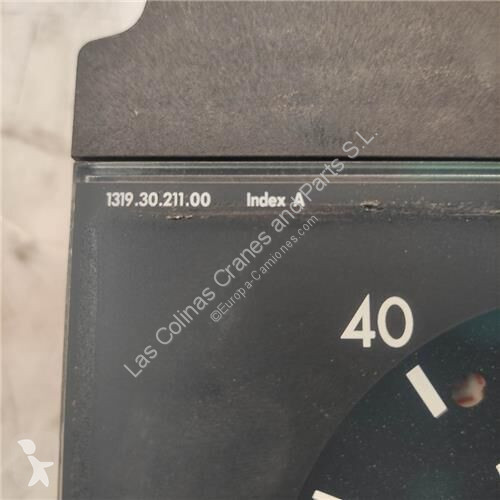 1319.30.211.00 Index A
40
Las Colinas Cranes and Parts S.L.
©Europa-Camiones.com